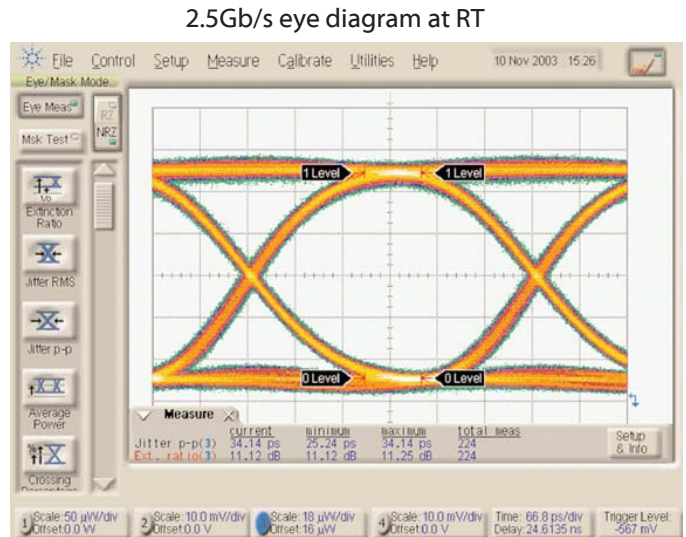 2.5Gb/s eye diagram at RT
File Control Setup Measure Calibrate Utilities Help 10 Nov 2003 15:26
Eye/Mask Mode
Eye Meas
RZ
NRZ
Msk Test
1/0
Extinction
Ratio
Jitter RMS
Jitter p-p
Average
Power
Crossing
1 Level 1 Level
0 Level 0 Level
Measure
current minimum maximum total meas
Jitter p-p(3) 34.14 ps 25.24 ps 34.14 ps 224
Ext. ratio(3) 11.12 dB 11.12 dB 11.25 dB 224
Setup
& Info
1 Scale: 50 µW/div 2 Scale: 10.0 mV/div 3 Scale: 18 µW/div 4 Scale: 10.0 mV/div Time: 66.8 ps/div Trigger Level:
Offset: 0.0 W Offset: 0.0 V Offset: 16 µW Offset: 0.0 V Delay: 24.6135 ns -567 mV